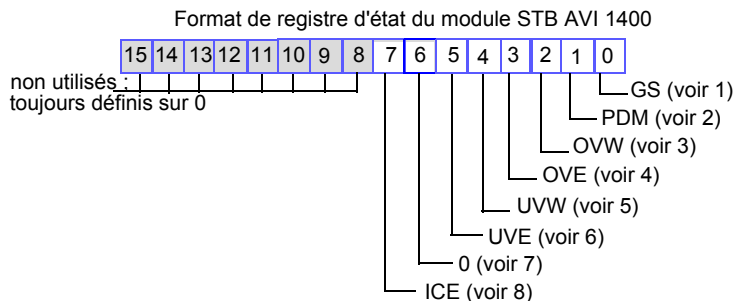 Format de registre d'état du module STB AVI 1400
15 14 13 12 11 10 9 8 7 6 5 4 3 2 1 0
non utilisés ;
toujours définis sur 0
GS (voir 1)
PDM (voir 2)
OVW (voir 3)
OVE (voir 4)
UVW (voir 5)
UVE (voir 6)
0 (voir 7)
ICE (voir 8)